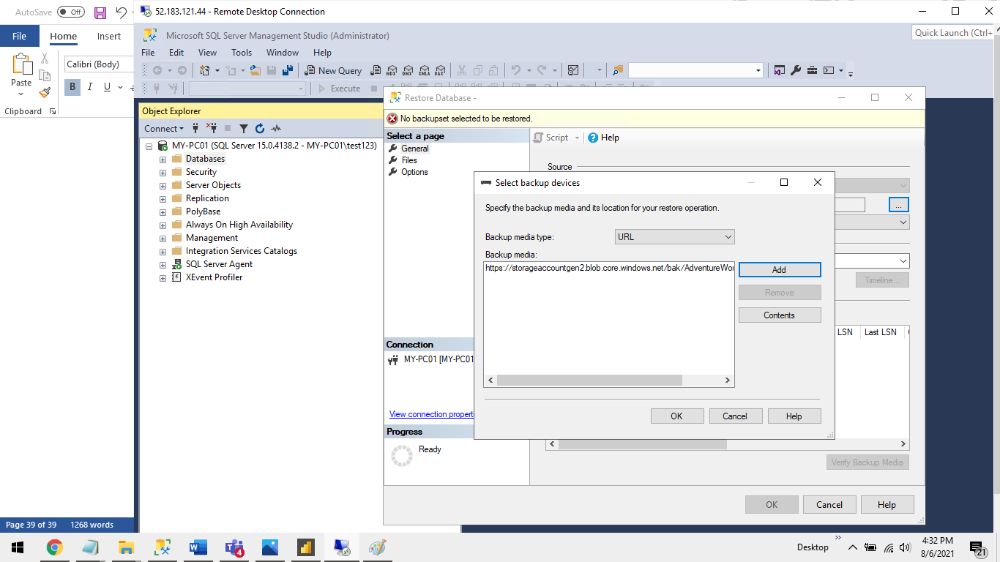 AutoSave Off
52.183.121.44 - Remote Desktop Connection
File Home Insert
Calibri (Body)
Paste
B I U
Clipboard
Microsoft SQL Server Management Studio (Administrator)
Quick Launch (Ctrl+
File Edit View Tools Window Help
New Query MDX DMX XMLA DAX
Execute
Object Explorer
Connect
MY-PC01 (SQL Server 15.0.4138.2 - MY-PC01\test123)
Databases
Security
Server Objects
Replication
PolyBase
Always On High Availability
Management
Integration Services Catalogs
SQL Server Agent
XEvent Profiler
Restore Database -
No backupset selected to be restored.
Select a page
General
Files
Options
Script Help
Source
...
Timeline...
LSN Last LSN
Connection
MY-PC01 [MY-PC01
View connection propert
Progress
Ready
Verify Backup Media
OK Cancel Help
Select backup devices
Specify the backup media and its location for your restore operation.
Backup media type: URL
Backup media:
https://storageaccountgen2.blob.core.windows.net/bak/AdventureWor
Add
Remove
Contents
OK Cancel Help
Page 39 of 39 1268 words
4
Desktop
4:32 PM
8/6/2021
21